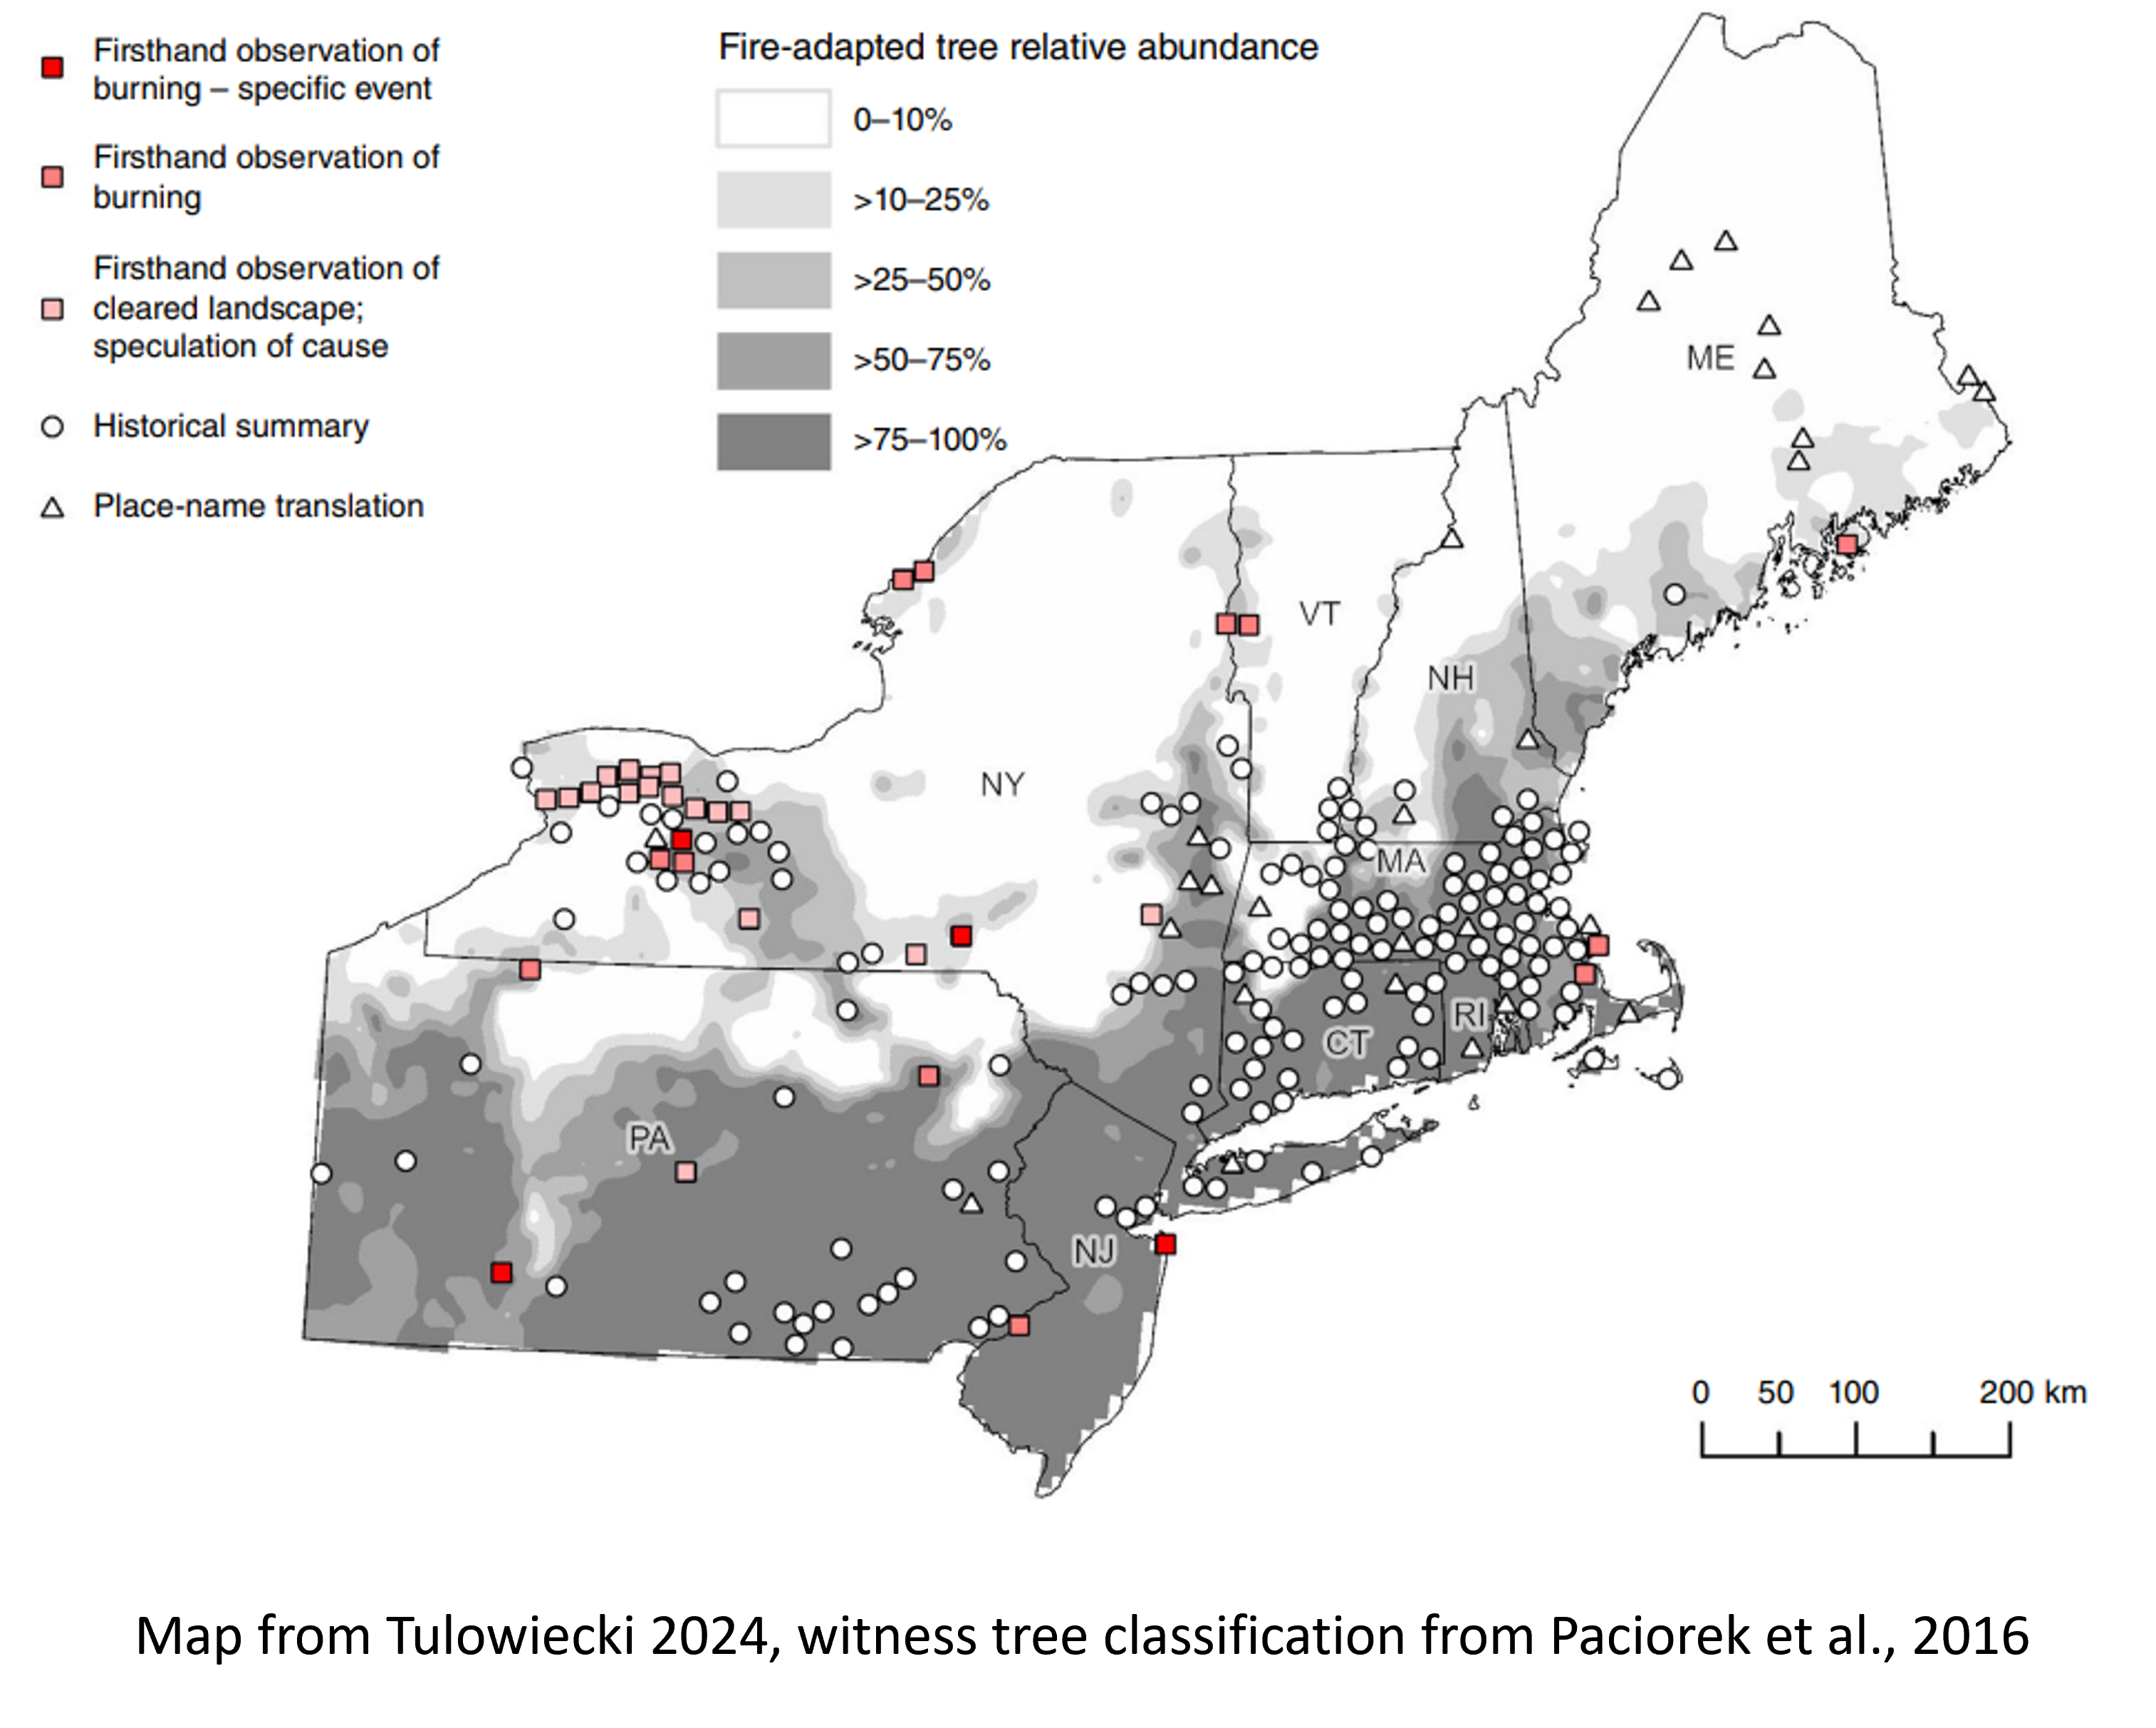 Firsthand observation of
burning – specific event
Firsthand observation of
burning
Firsthand observation of
cleared landscape;
speculation of cause
Historical summary
Place-name translation
Fire-adapted tree relative abundance
0–10%
>10–25%
>25–50%
>50–75%
>75–100%
ME
VT
NH
NY
MA
RI
CT
PA
NJ
0 50 100 200 km
Map from Tulowiecki 2024, witness tree classification from Paciorek et al., 2016